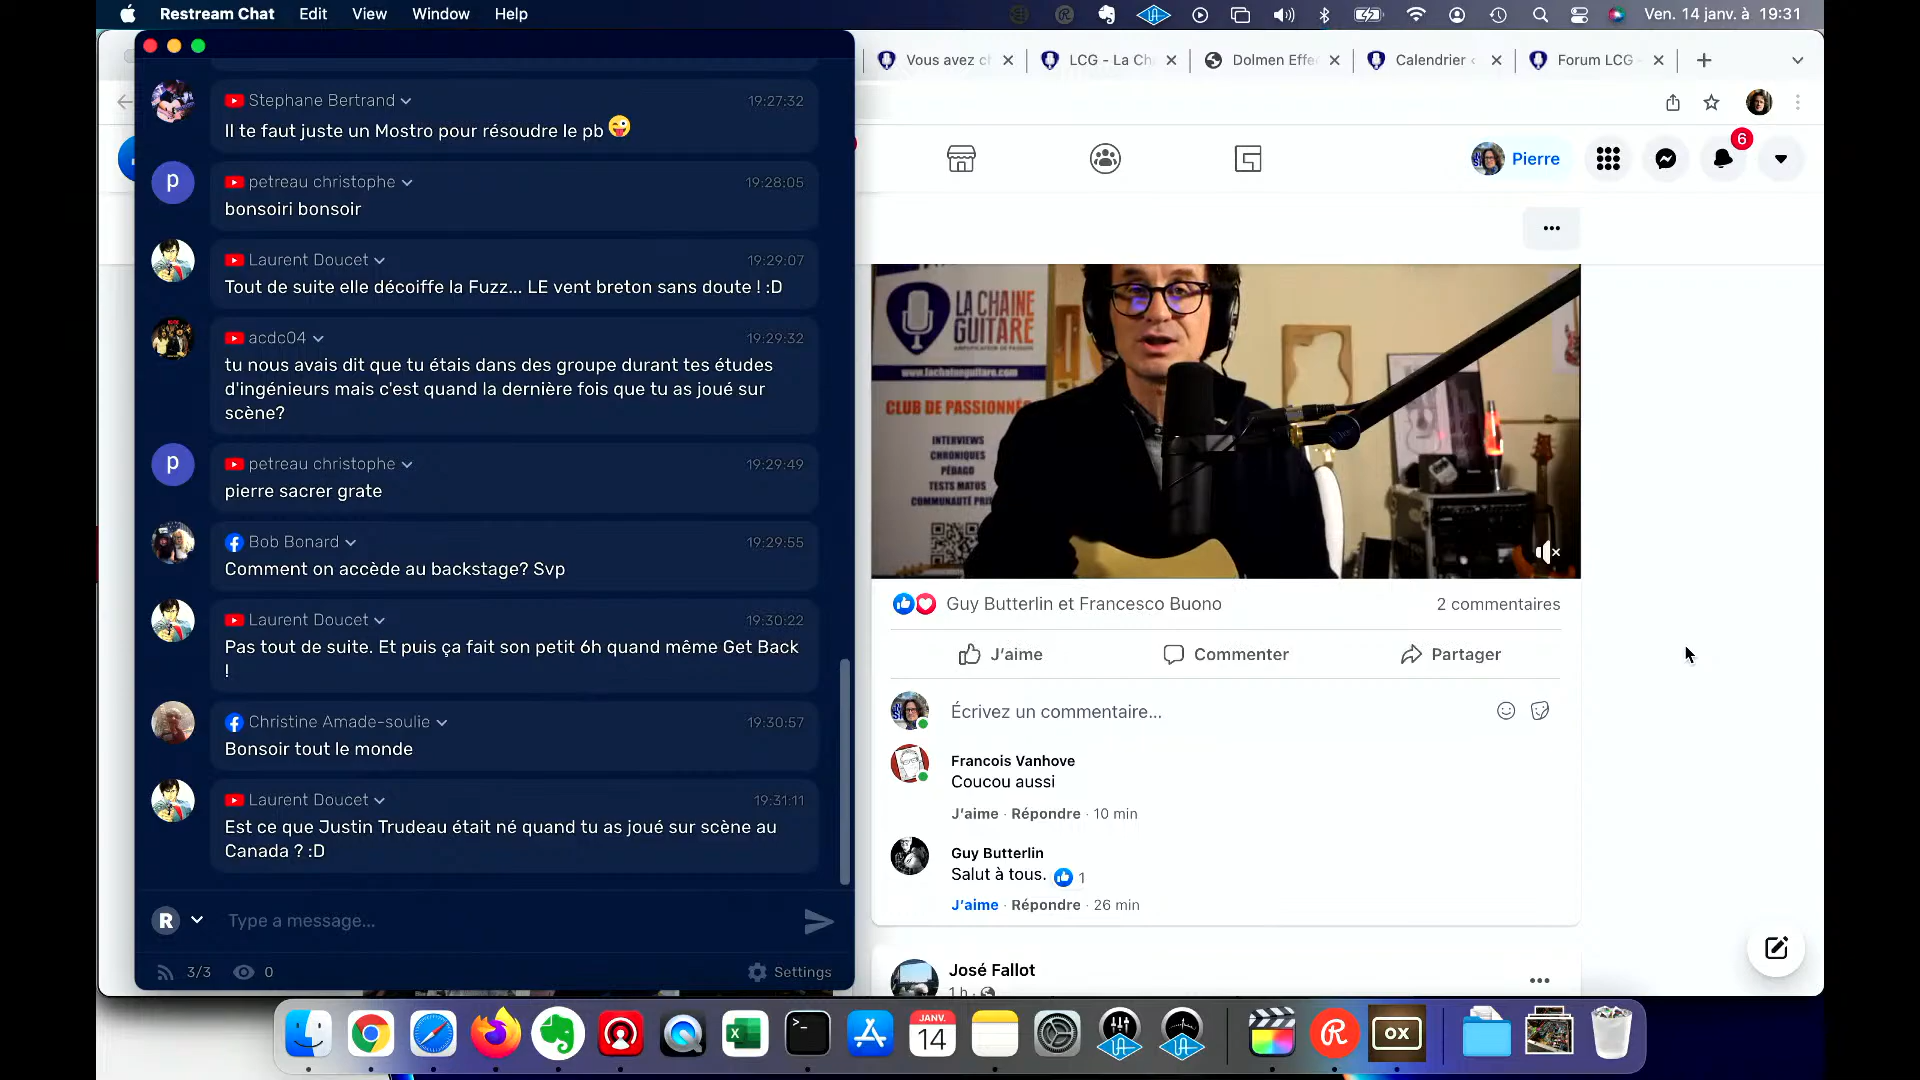 Restream Chat Edit View Window Help
Ven. 14 janv. à 19:31
Vous avez c
LCG - La Ch
Dolmen Effe
Calendrier
Forum LCG
Stephane Bertrand 19:27:32
Il te faut juste un Mostro pour résoudre le pb 😜
p
petreau christophe 19:28:05
bonsoiri bonsoir
Laurent Doucet 19:29:07
Tout de suite elle décoiffe la Fuzz... LE vent breton sans doute ! :D
acdc04 19:29:32
tu nous avais dit que tu étais dans des groupe durant tes études
d'ingénieurs mais c'est quand la dernière fois que tu as joué sur
scène?
p
petreau christophe 19:29:49
pierre sacrer grate
Bob Bonard 19:29:55
Comment on accède au backstage? Svp
Laurent Doucet 19:30:22
Pas tout de suite. Et puis ça fait son petit 6h quand même Get Back
!
Christine Amade-soulie 19:30:57
Bonsoir tout le monde
Laurent Doucet 19:31:11
Est ce que Justin Trudeau était né quand tu as joué sur scène au
Canada ? :D
R
Type a message...
3/3 0 Settings
Pierre
6
LA CHAINE
GUITARE
AMPLIFICATEUR DE PASSION
www.lachainguitare.com
CLUB DE PASSIONNÉ
INTERVIEWS
CHRONIQUES
PÉDAGO
TESTS MATOS
COMMUNAUTÉ PRI
Guy Butterlin et Francesco Buono 2 commentaires
J'aime Commenter Partager
Écrivez un commentaire...
Francois Vanhove
Coucou aussi
J'aime · Répondre · 10 min
Guy Butterlin
Salut à tous. 1
J'aime · Répondre · 26 min
José Fallot
1 h
JANV.
14
OX